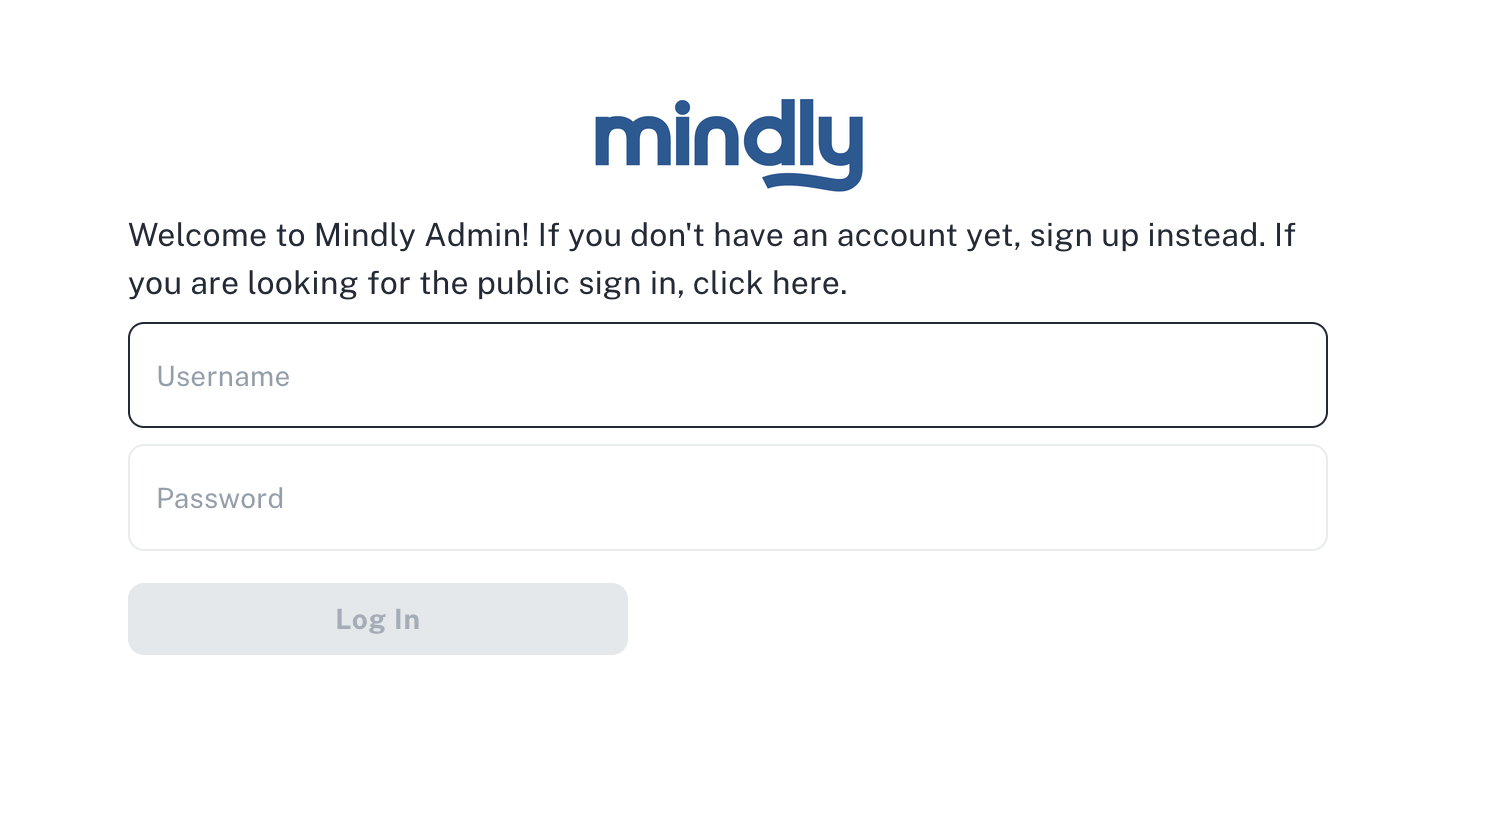 mindly
Welcome to Mindly Admin! If you don't have an account yet, sign up instead. If
you are looking for the public sign in, click here.
Username
Password
Log In